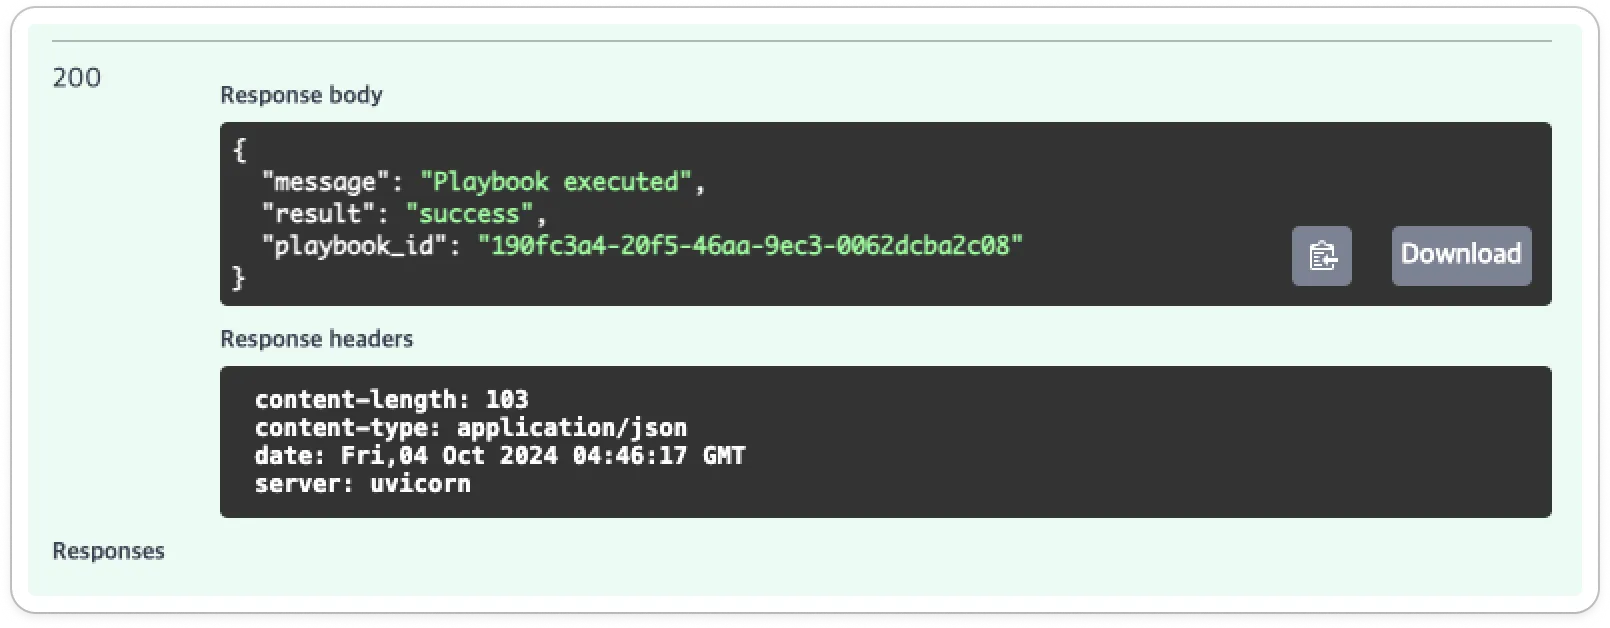 200
Response body
{
"message": "Playbook executed",
"result": "success",
"playbook_id": "190fc3a4-20f5-46aa-9ec3-0062dcba2c08"
}
Download
Response headers
content-length: 103
content-type: application/json
date: Fri,04 Oct 2024 04:46:17 GMT
server: uvicorn
Responses